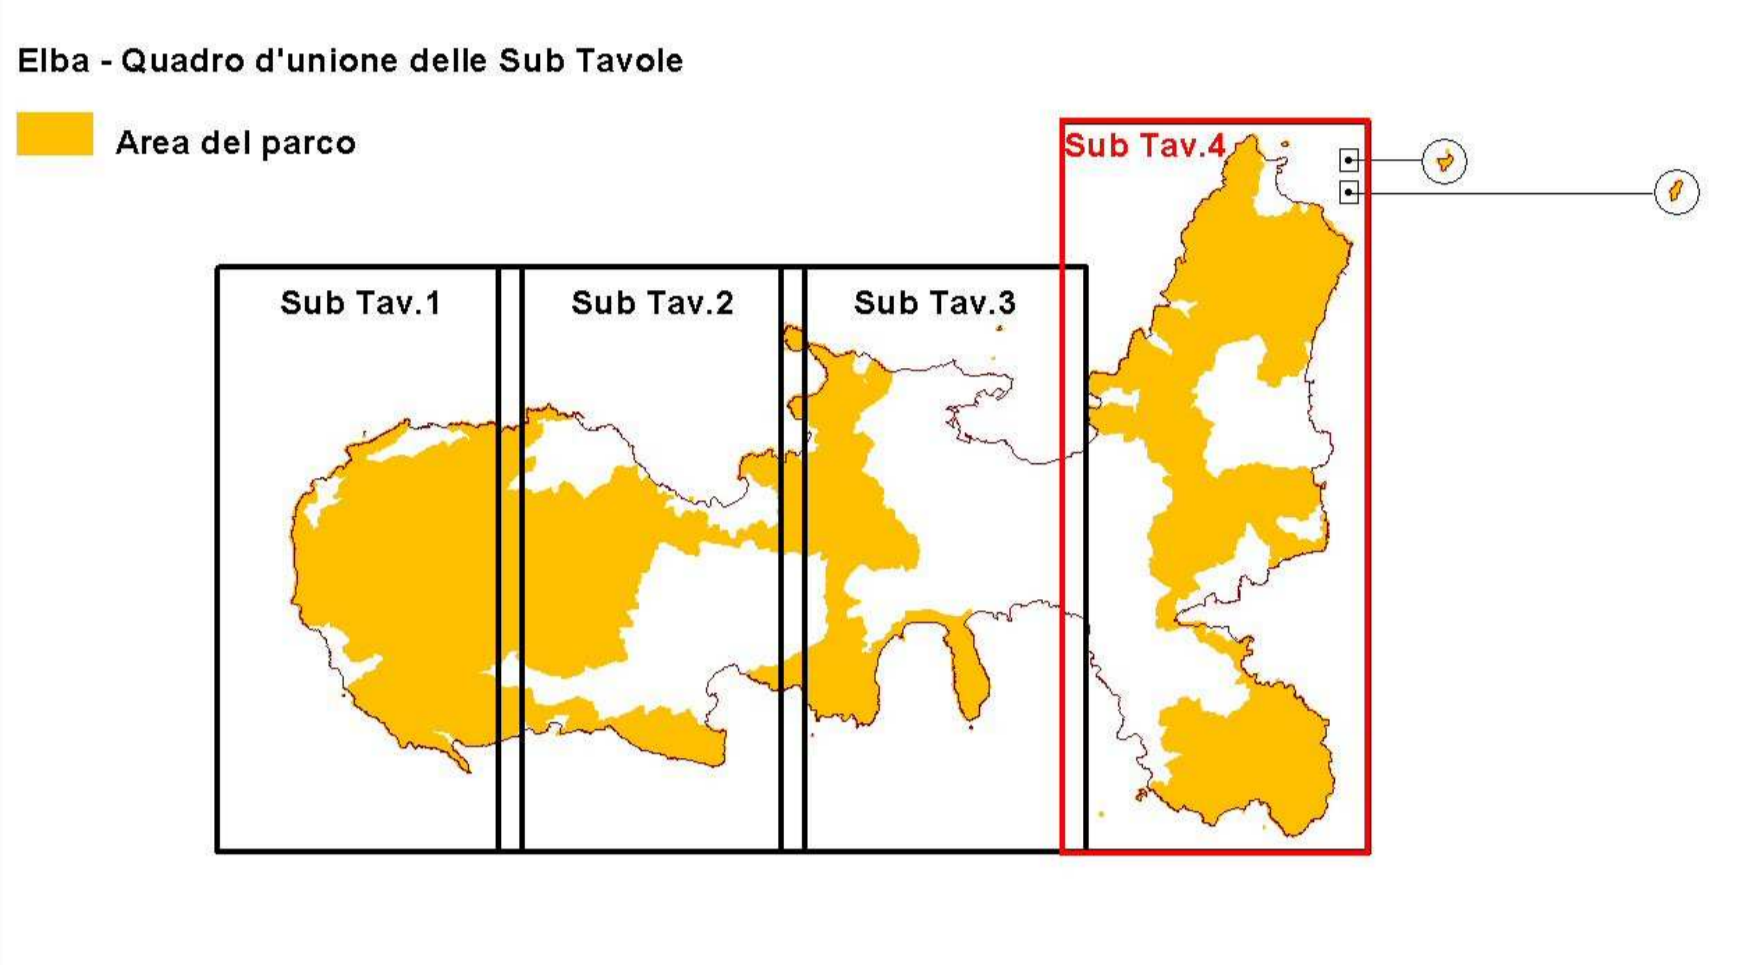 Elba - Quadro d'unione delle Sub Tavole
Area del parco
Sub Tav.4
Sub Tav.1
Sub Tav.2
Sub Tav.3